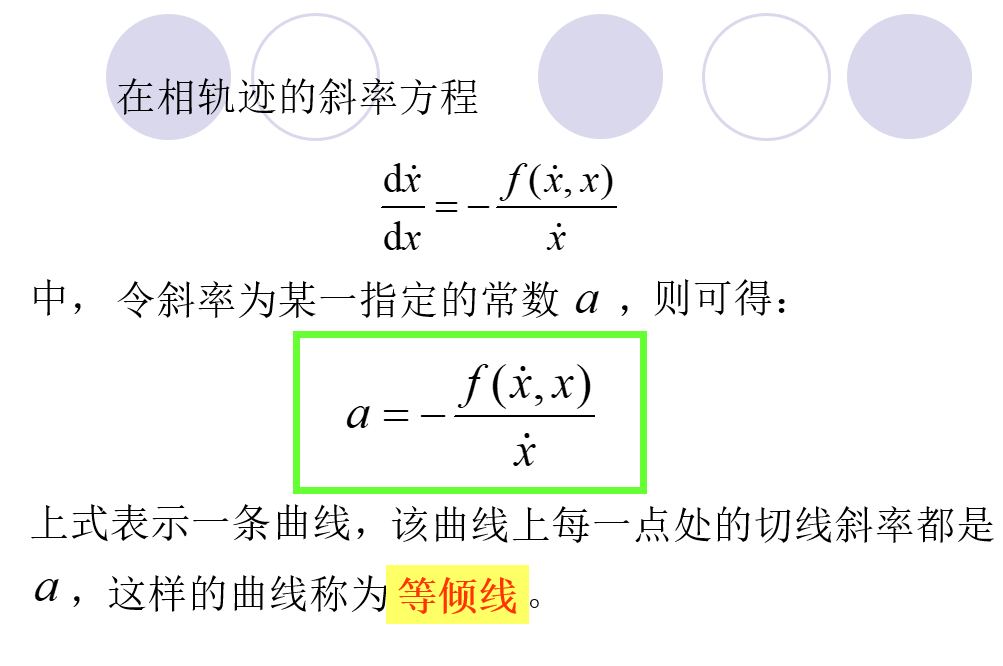 在相轨迹的斜率方程
dẋ/dx = −f(ẋ, x)/ẋ
中， 令斜率为某一指定的常数 a ，则可得：
a = −f(ẋ, x)/ẋ
上式表示一条曲线，该曲线上每一点处的切线斜率都是
a ，这样的曲线称为 等倾线 。